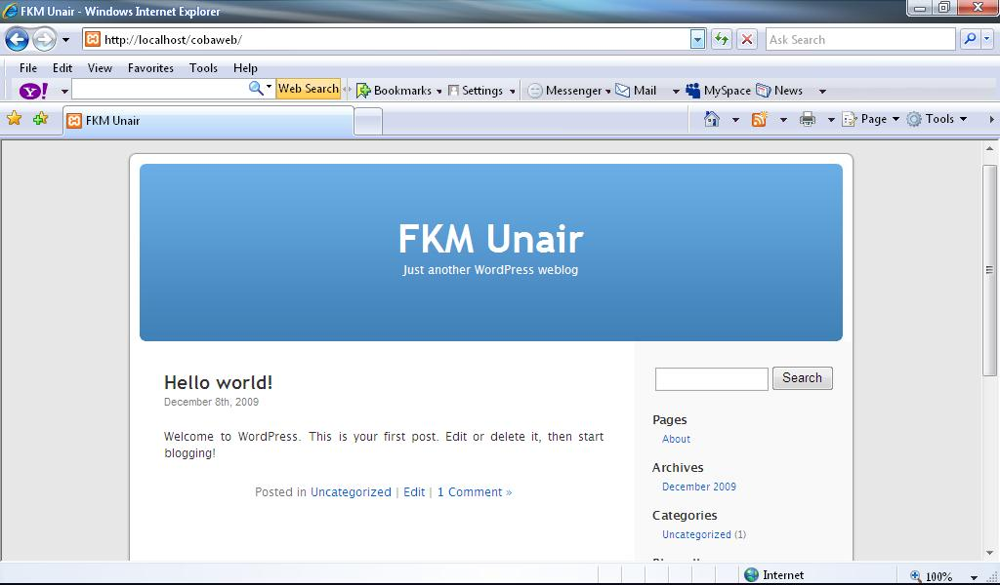 FKM Unair - Windows Internet Explorer
http://localhost/cobaweb/
Ask Search
File Edit View Favorites Tools Help
Y! Web Search Bookmarks Settings Messenger Mail MySpace News
FKM Unair
Page Tools
FKM Unair
Just another WordPress weblog
Hello world!
December 8th, 2009
Welcome to WordPress. This is your first post. Edit or delete it, then start
blogging!
Posted in Uncategorized | Edit | 1 Comment »
Search
Pages
About
Archives
December 2009
Categories
Uncategorized (1)
Internet
100%